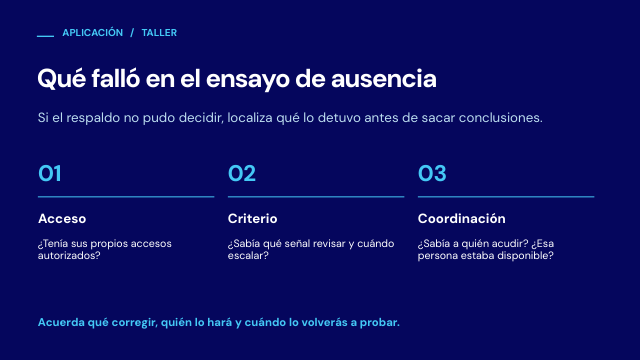 APLICACIÓN / TALLER
Qué falló en el ensayo de ausencia
Si el respaldo no pudo decidir, localiza qué lo detuvo antes de sacar conclusiones.
01
Acceso
¿Tenía sus propios accesos
autorizados?
02
Criterio
¿Sabía qué señal revisar y cuándo
escalar?
03
Coordinación
¿Sabía a quién acudir? ¿Esa
persona estaba disponible?
Acuerda qué corregir, quién lo hará y cuándo lo volverás a probar.